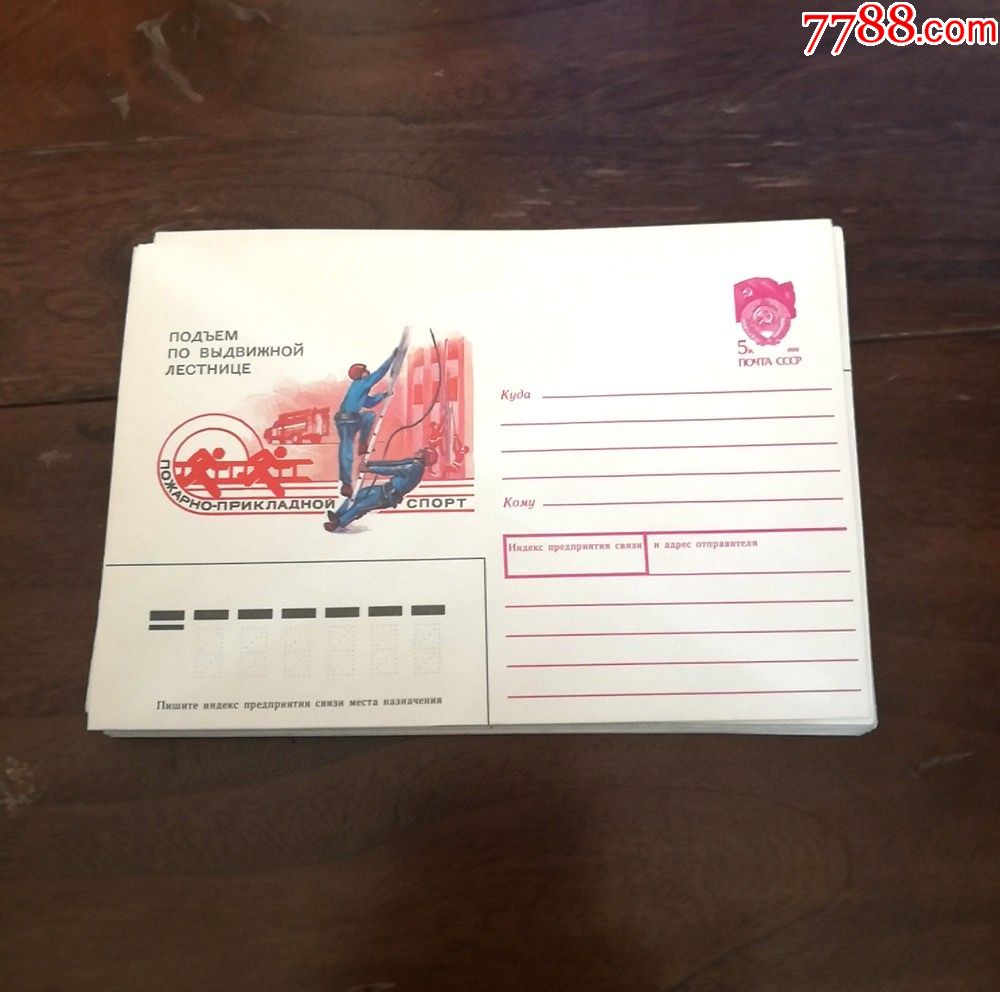 7788.com
ПОДЪЕМ
ПО ВЫДВИЖНОЙ
ЛЕСТНИЦЕ
ПОЖАРНО-ПРИКЛАДНОЙ СПОРТ
5к
ПОЧТА СССР
Куда
Кому
Индекс предприятия связи и адрес отправителя
Пишите индекс предприятия связи места назначения